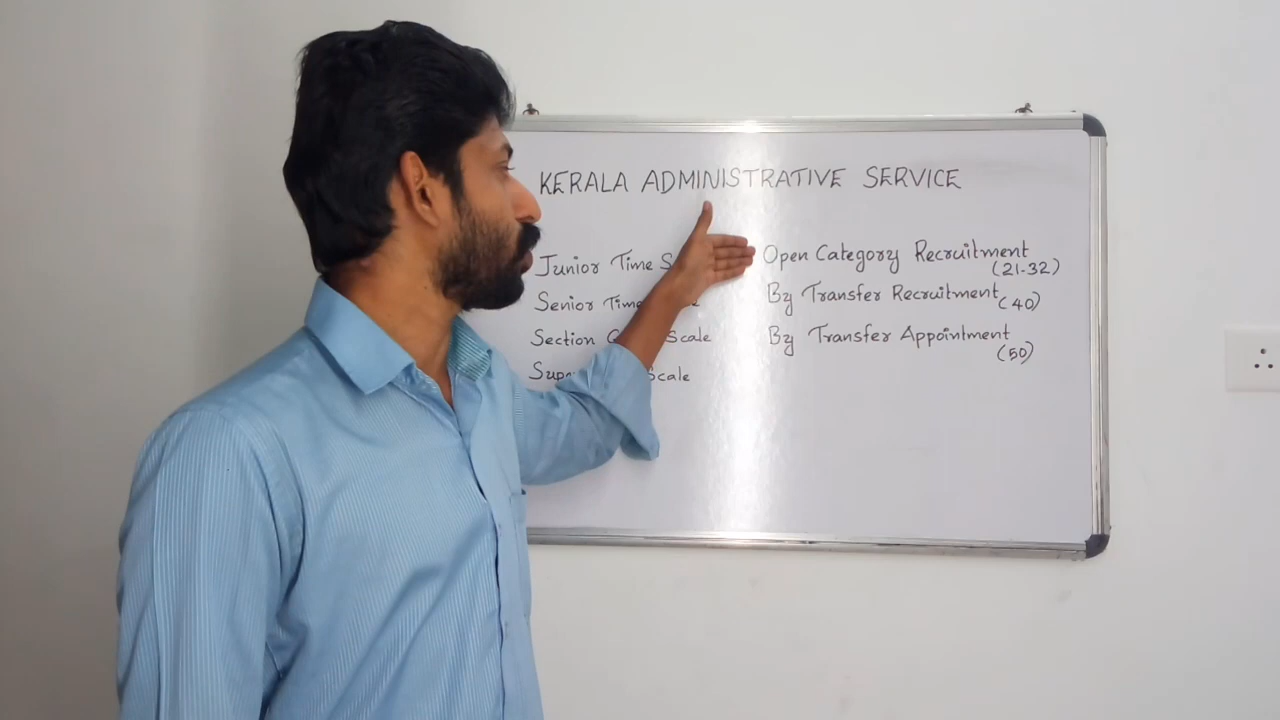 KERALA ADMINISTRATIVE SERVICE
Junior Time
Senior Time
Section Scale
Scale
Open Category Recruitment
(21-32)
By Transfer Recruitment (40)
By Transfer Appointment
(50)